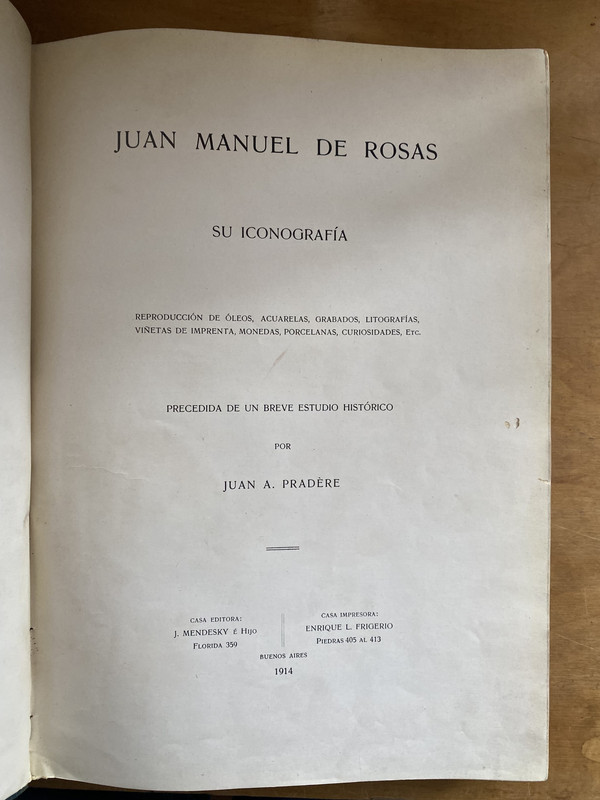 JUAN MANUEL DE ROSAS
SU ICONOGRAFÍA
REPRODUCCIÓN DE ÓLEOS, ACUARELAS, GRABADOS, LITOGRAFÍAS,
VIÑETAS DE IMPRENTA, MONEDAS, PORCELANAS, CURIOSIDADES, ETC.
PRECEDIDA DE UN BREVE ESTUDIO HISTÓRICO
POR
JUAN A. PRADÈRE
CASA EDITORA:
J. MENDESKY É HIJO
FLORIDA 359
CASA IMPRESORA:
ENRIQUE L. FRIGERIO
PIEDRAS 405 AL 413
BUENOS AIRES
1914